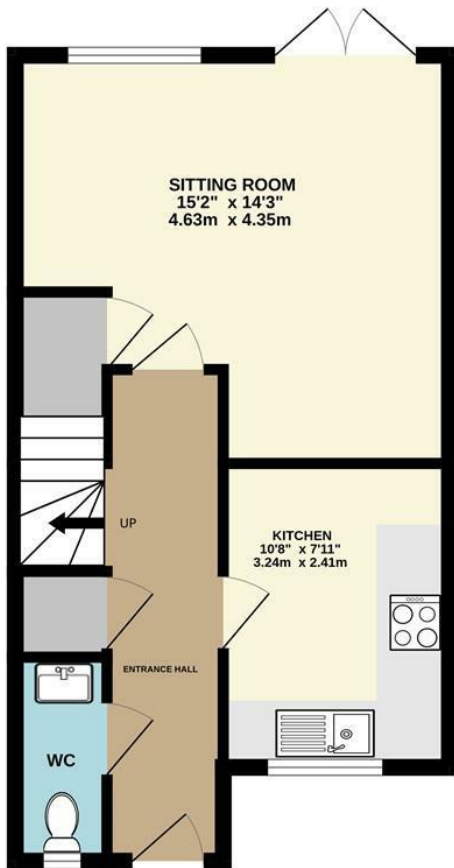 SITTING ROOM
15'2" x 14'3"
4.63m x 4.35m
UP
KITCHEN
10'8" x 7'11"
3.24m x 2.41m
ENTRANCE HALL
WC